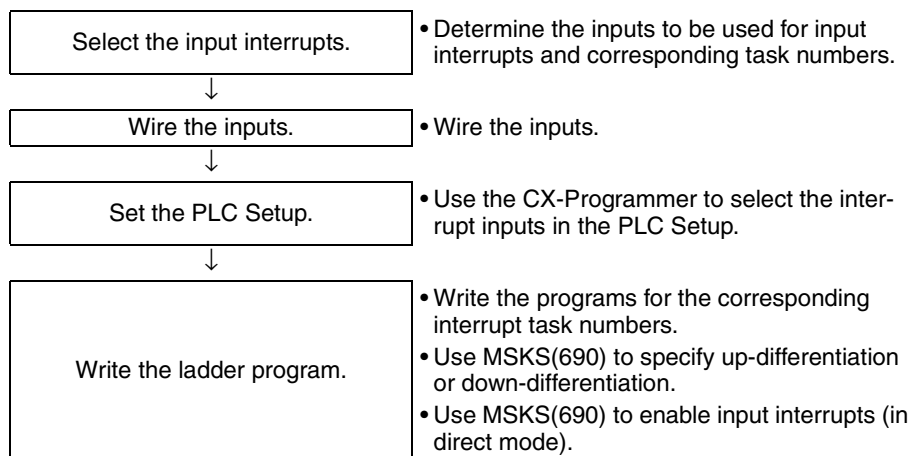 Select the input interrupts.
• Determine the inputs to be used for input
interrupts and corresponding task numbers.
↓
Wire the inputs.
• Wire the inputs.
↓
Set the PLC Setup.
• Use the CX-Programmer to select the inter-
rupt inputs in the PLC Setup.
↓
Write the ladder program.
• Write the programs for the corresponding
interrupt task numbers.
• Use MSKS(690) to specify up-differentiation
or down-differentiation.
• Use MSKS(690) to enable input interrupts (in
direct mode).